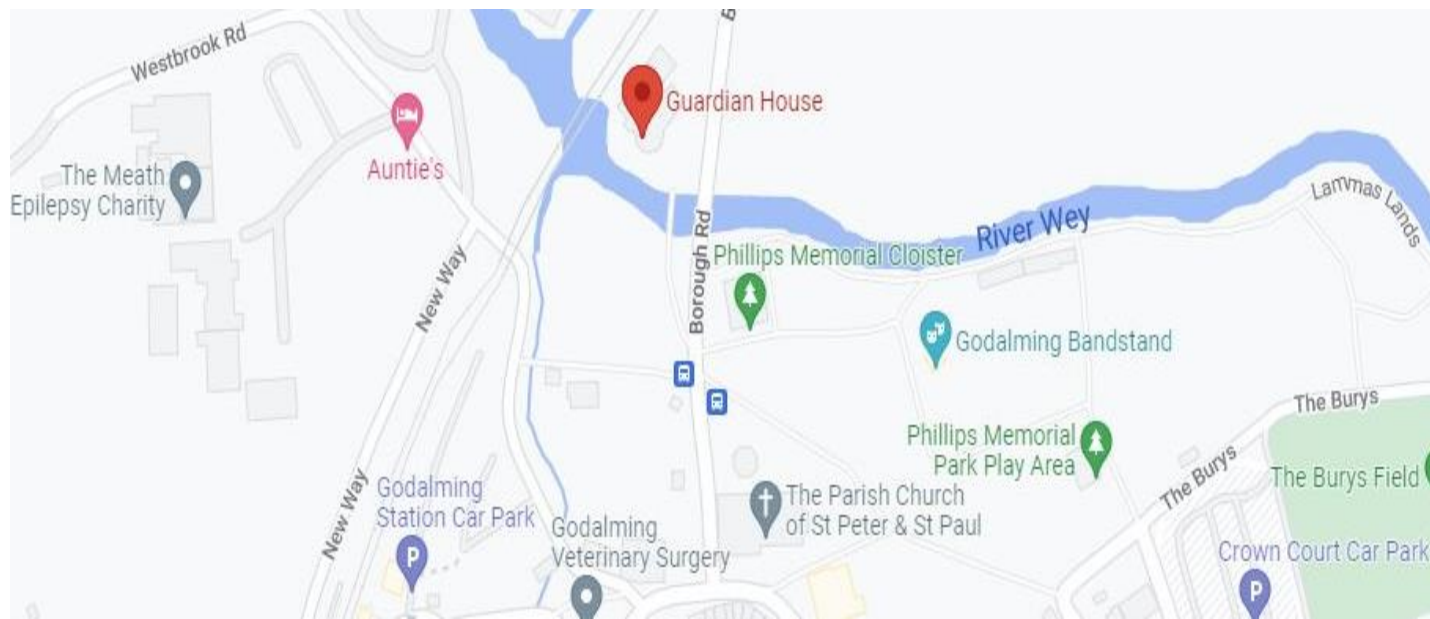 B
Westbrook Rd
Guardian House
Auntie's
The Meath
Epilepsy Charity
Lammas Lands
River Wey
Borough Rd
Phillips Memorial Cloister
New Way
Godalming Bandstand
The Burys
Phillips Memorial
Park Play Area
The Burys
The Burys Field
Godalming
Station Car Park
New Way
The Parish Church
of St Peter & St Paul
Godalming
Veterinary Surgery
Crown Court Car Park
P
P